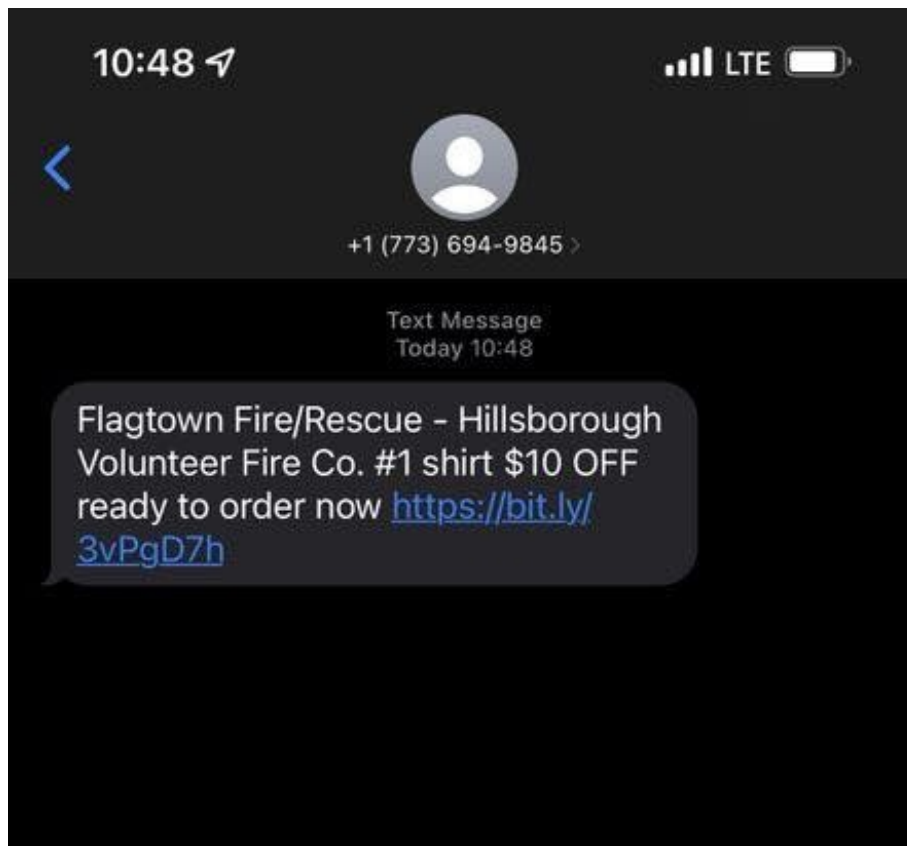 10:48
LTE
+1 (773) 694-9845 >
Text Message
Today 10:48
Flagtown Fire/Rescue - Hillsborough
Volunteer Fire Co. #1 shirt $10 OFF
ready to order now https://bit.ly/
3vPgD7h